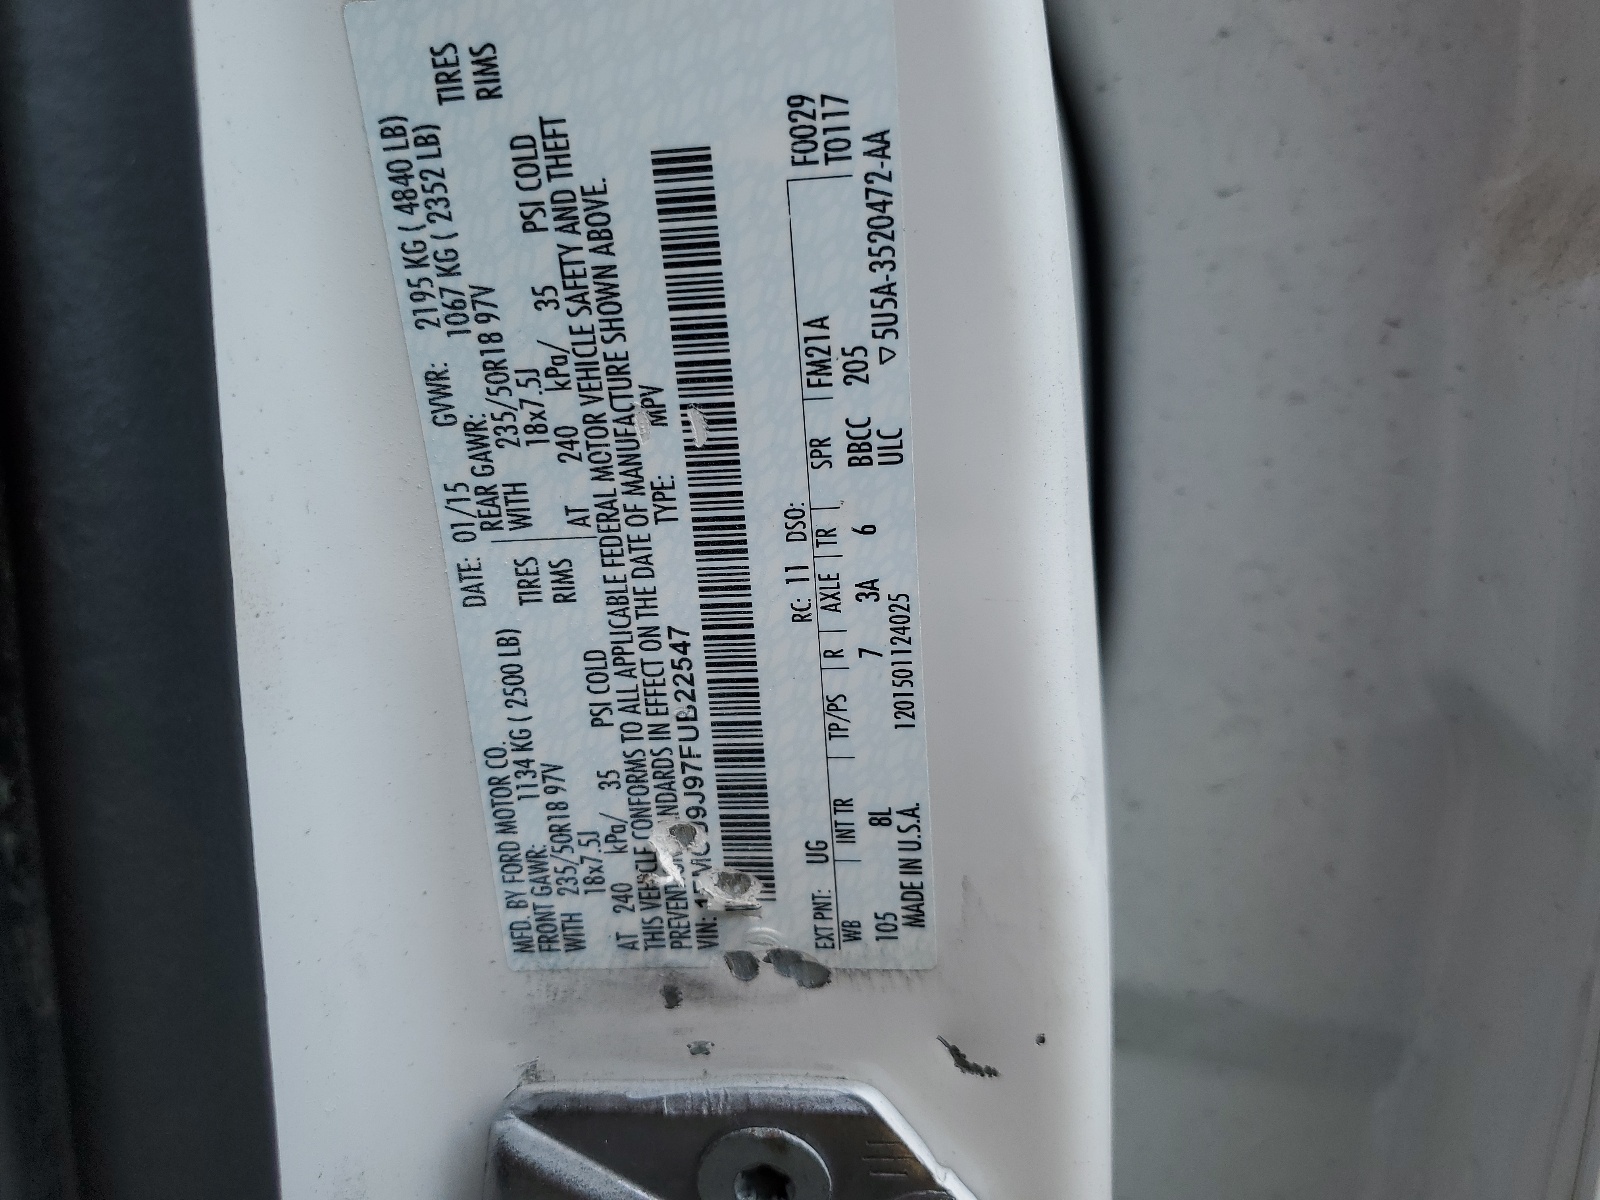 MFD. BY FORD MOTOR CO.
DATE: 01/15 GVWR: 2195 KG ( 4840 LB)
FRONT GAWR: 1134 KG ( 2500 LB)
REAR GAWR: 1067 KG ( 2352 LB)
WITH 235/50R18 97V TIRES
WITH 235/50R18 97V TIRES
18x7.5J RIMS
18x7.5J RIMS
AT 240 kPa/ 35 PSI COLD
AT 240 kPa/ 35 PSI COLD
THIS VEHICLE CONFORMS TO ALL APPLICABLE FEDERAL MOTOR VEHICLE SAFETY AND THEFT
STANDARDS IN EFFECT ON THE DATE OF MANUFACTURE SHOWN ABOVE.
VIN: 9J97FUB22547
TYPE: MPV
EXT PNT: UG RC: 11 DSO: F0029
WB INT TR TP/PS R AXLE TR SPR FM21A T0117
105 8L 7 3A 6 BBCC 205
MADE IN U.S.A. 1201501124025 ULC ▽5U5A-3520472-AA